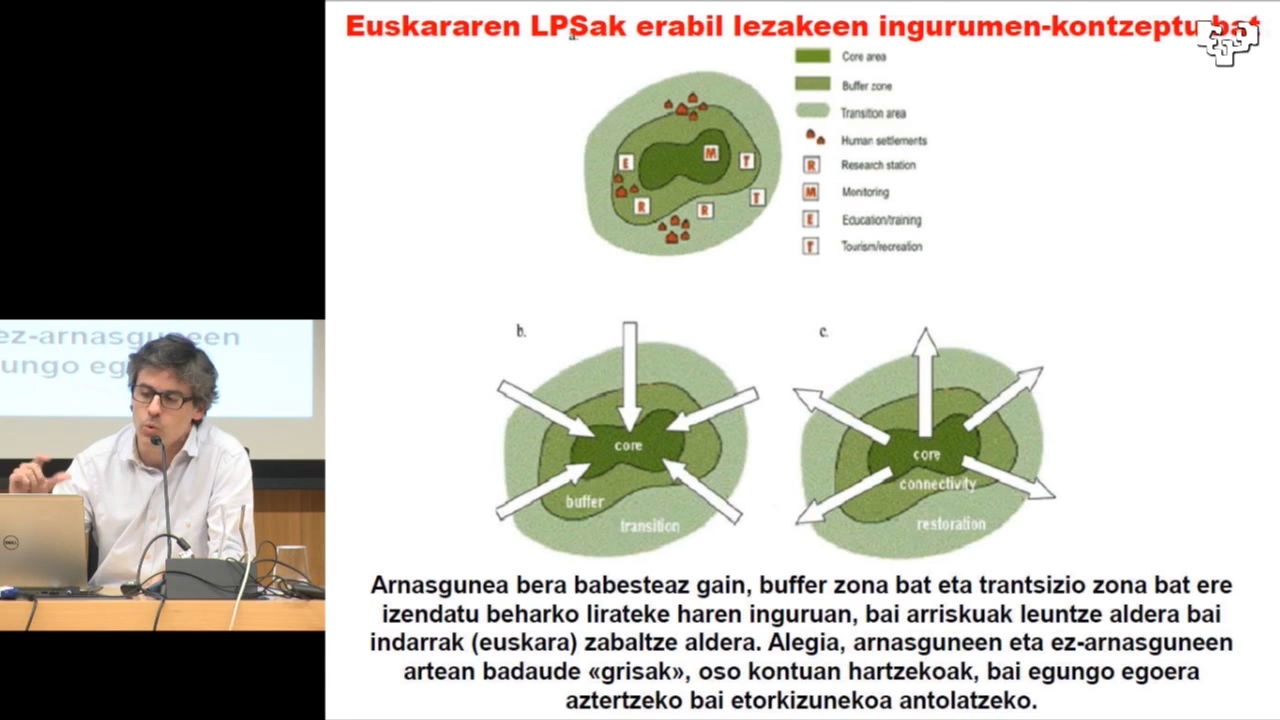 Euskararen LPSak erabil lezakeen ingurumen-kontzeptu bat
a.
Core area
Buffer zone
Transition area
Human settlements
R Research station
M Monitoring
E Education/training
T Tourism/recreation
E
M
T
R
R
T
b.
core
buffer
transition
c.
core
connectivity
restoration
ez-arnasguneen
ungo eg
DELL
Arnasgunea bera babesteaz gain, buffer zona bat eta trantsizio zona bat ere
izendatu beharko lirateke haren inguruan, bai arriskuak leuntze aldera bai
indarrak (euskara) zabaltze aldera. Alegia, arnasguneen eta ez-arnasguneen
artean badaude «grisak», oso kontuan hartzekoak, bai egungo egoera
aztertzeko bai etorkizunekoa antolatzeko.